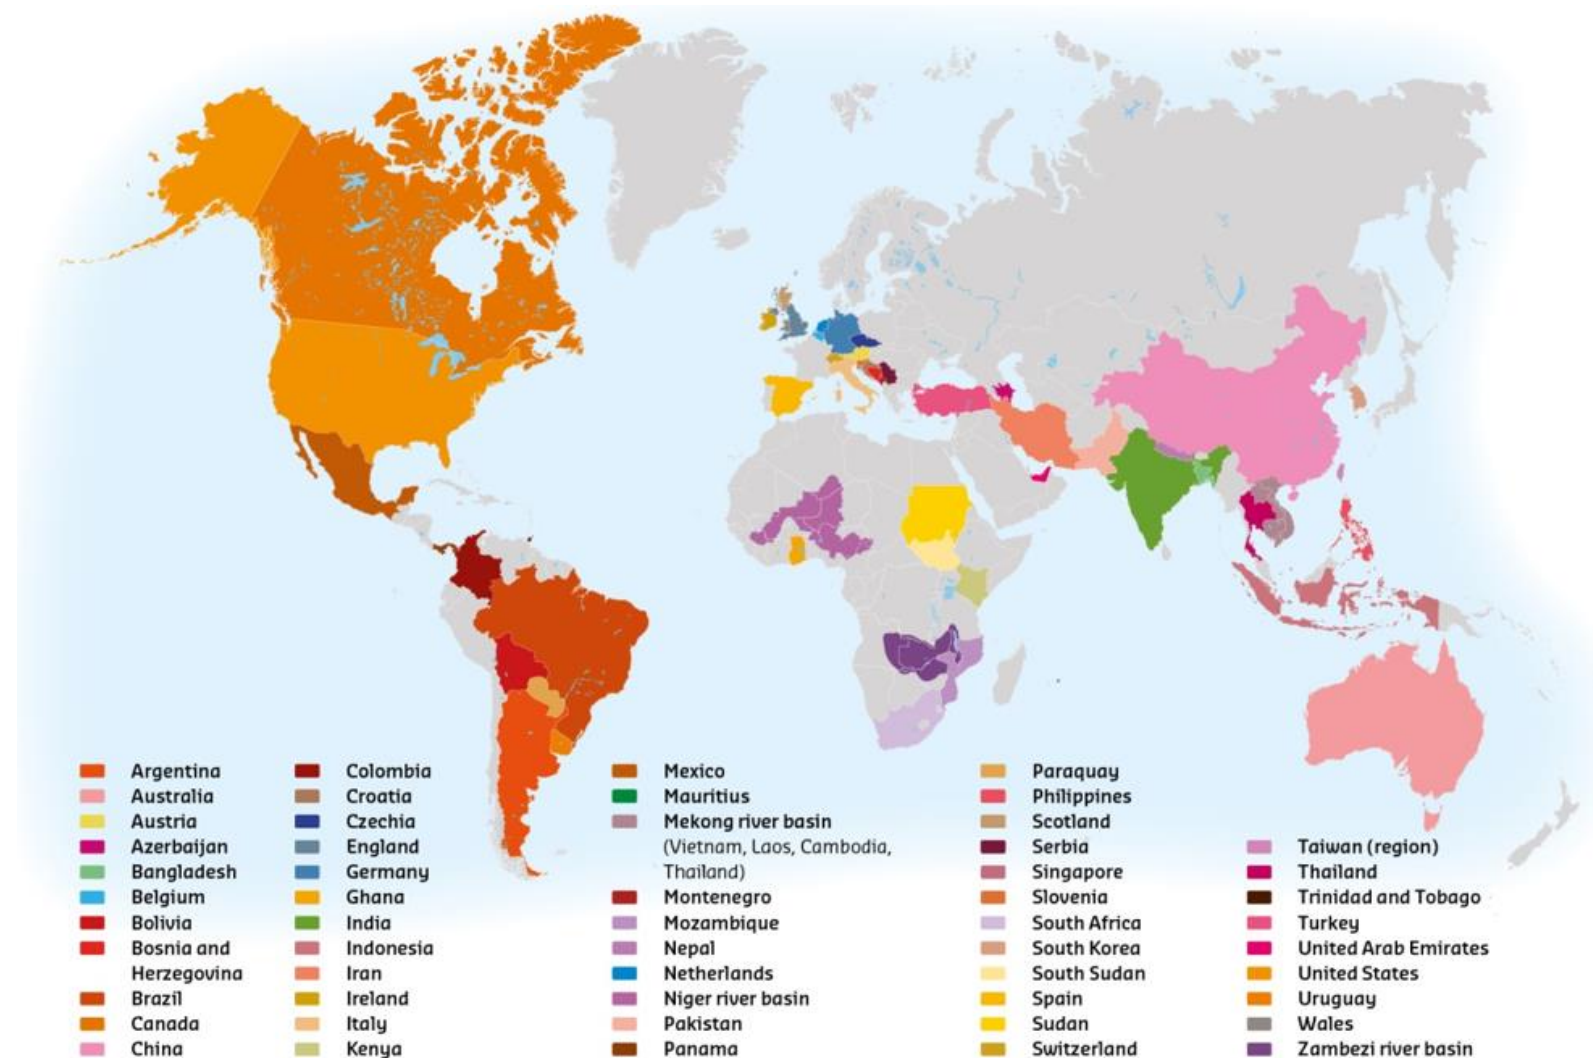 Argentina
Australia
Austria
Azerbaijan
Bangladesh
Belgium
Bolivia
Bosnia and
Herzegovina
Brazil
Canada
China
Colombia
Croatia
Czechia
England
Germany
Ghana
India
Indonesia
Iran
Ireland
Italy
Kenya
Mexico
Mauritius
Mekong river basin
(Vietnam, Laos, Cambodia,
Thailand)
Montenegro
Mozambique
Nepal
Netherlands
Niger river basin
Pakistan
Panama
Paraguay
Philippines
Scotland
Serbia
Singapore
Slovenia
South Africa
South Korea
South Sudan
Spain
Sudan
Switzerland
Taiwan (region)
Thailand
Trinidad and Tobago
Turkey
United Arab Emirates
United States
Uruguay
Wales
Zambezi river basin